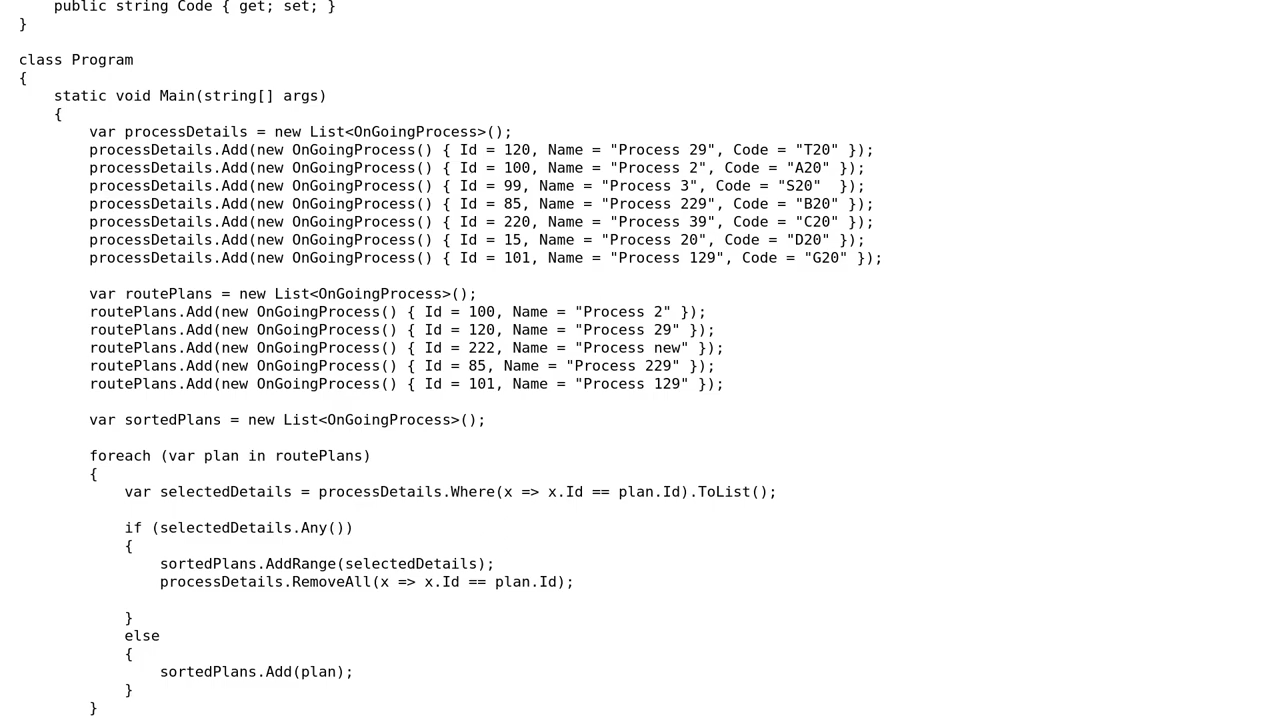 public string Code { get; set; }
}

class Program
{
    static void Main(string[] args)
    {
        var processDetails = new List<OnGoingProcess>();
        processDetails.Add(new OnGoingProcess() { Id = 120, Name = "Process 29", Code = "T20" });
        processDetails.Add(new OnGoingProcess() { Id = 100, Name = "Process 2", Code = "A20" });
        processDetails.Add(new OnGoingProcess() { Id = 99, Name = "Process 3", Code = "S20"  });
        processDetails.Add(new OnGoingProcess() { Id = 85, Name = "Process 229", Code = "B20" });
        processDetails.Add(new OnGoingProcess() { Id = 220, Name = "Process 39", Code = "C20" });
        processDetails.Add(new OnGoingProcess() { Id = 15, Name = "Process 20", Code = "D20" });
        processDetails.Add(new OnGoingProcess() { Id = 101, Name = "Process 129", Code = "G20" });

        var routePlans = new List<OnGoingProcess>();
        routePlans.Add(new OnGoingProcess() { Id = 100, Name = "Process 2" });
        routePlans.Add(new OnGoingProcess() { Id = 120, Name = "Process 29" });
        routePlans.Add(new OnGoingProcess() { Id = 222, Name = "Process new" });
        routePlans.Add(new OnGoingProcess() { Id = 85, Name = "Process 229" });
        routePlans.Add(new OnGoingProcess() { Id = 101, Name = "Process 129" });

        var sortedPlans = new List<OnGoingProcess>();

        foreach (var plan in routePlans)
        {
            var selectedDetails = processDetails.Where(x => x.Id == plan.Id).ToList();

            if (selectedDetails.Any())
            {
                sortedPlans.AddRange(selectedDetails);
                processDetails.RemoveAll(x => x.Id == plan.Id);

            }
            else
            {
                sortedPlans.Add(plan);
            }
        }